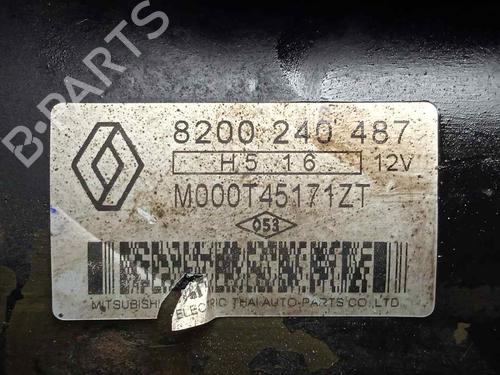 B-PARTS
8200 240 487
H5 16 12V
M000T45171ZT
053
MITSUBISHI ELECTRIC THAI AUTO-PARTS CO.,LTD.